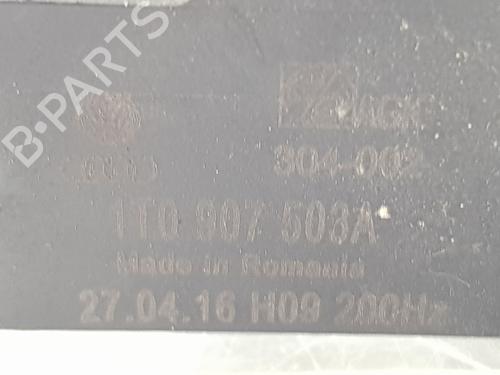 B-PARTS
304-002
1T0 907 503A
Made in Romania
27.04.16 H09 200Hz